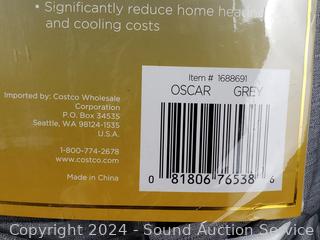 • Significantly reduce home heating
and cooling costs
Item # 1688691
OSCAR GREY
Imported by: Costco Wholesale
Corporation
P.O. Box 34535
Seattle, WA 98124-1535
U.S.A.
1-800-774-2678
www.costco.com
Made in China
0 81806 76538 6
Copyright © 2024 - Sound Auction Service